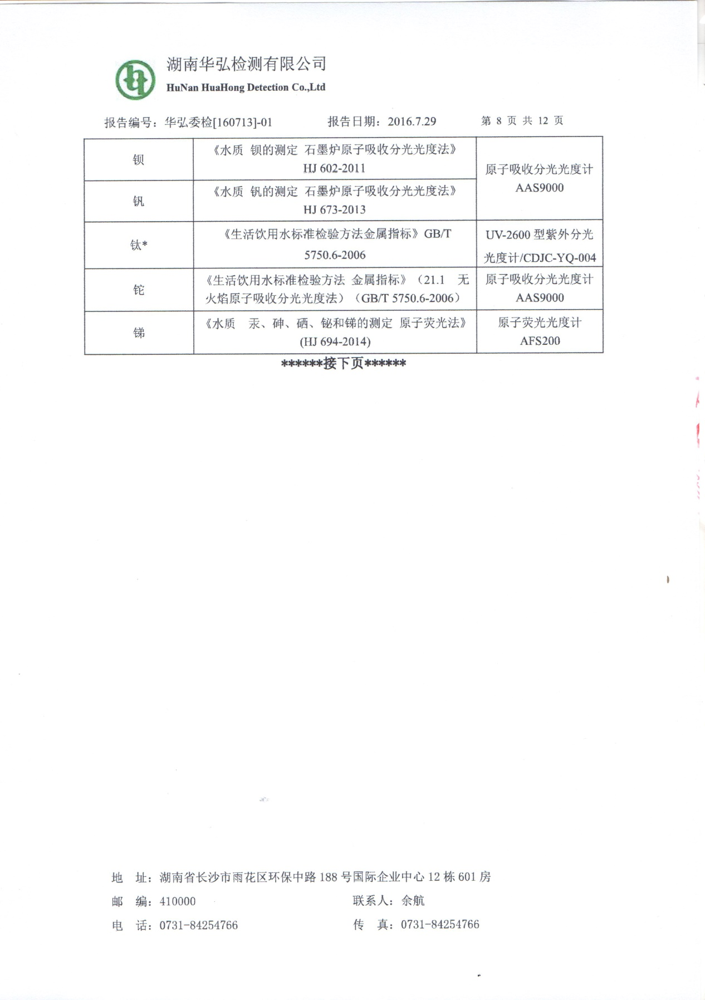 湖南华弘检测有限公司
HuNan HuaHong Detection Co.,Ltd
报告编号：华弘委检[160713]-01 报告日期：2016.7.29 第 8 页 共 12 页
钡
《水质 钡的测定 石墨炉原子吸收分光光度法》
HJ 602-2011
原子吸收分光光度计
AAS9000
钒
《水质 钒的测定 石墨炉原子吸收分光光度法》
HJ 673-2013
钛*
《生活饮用水标准检验方法金属指标》GB/T
5750.6-2006
UV-2600 型紫外分光
光度计/CDJC-YQ-004
铊
《生活饮用水标准检验方法 金属指标》（21.1 无
火焰原子吸收分光光度法）（GB/T 5750.6-2006）
原子吸收分光光度计
AAS9000
锑
《水质 汞、砷、硒、铋和锑的测定 原子荧光法》
(HJ 694-2014)
原子荧光光度计
AFS200
******接下页******
地 址：湖南省长沙市雨花区环保中路 188 号国际企业中心 12 栋 601 房
邮 编：410000 联系人：余航
电 话：0731-84254766 传 真：0731-84254766